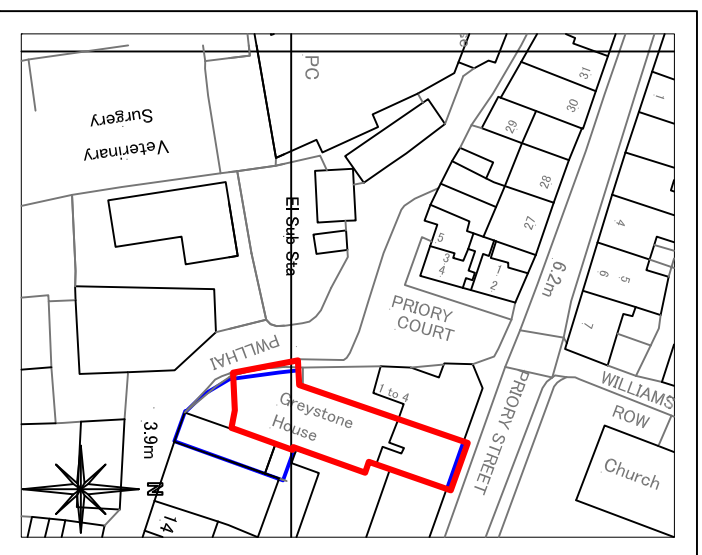 PC
31
30
29
28
27
1
4
5
6
7
Veterinary
Surgery
El Sub Sta
5
3
4
1
2
6.2m
PRIORY
COURT
PWLLHAI
1 to 4
Greystone
House
PRIORY STREET
WILLIAMS
ROW
Church
3.9m
N
14